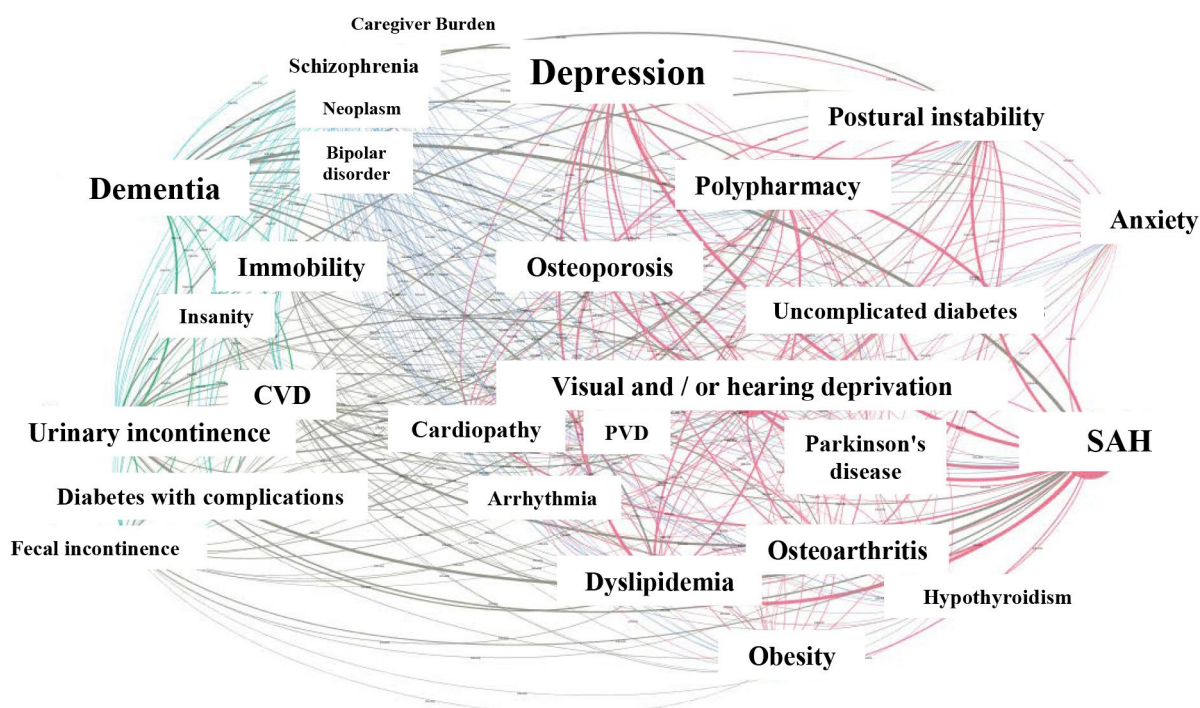 Caregiver Burden
Schizophrenia
Depression
Neoplasm
Postural instability
Bipolar
disorder
Dementia
Polypharmacy
Anxiety
Immobility
Osteoporosis
Insanity
Uncomplicated diabetes
CVD
Visual and / or hearing deprivation
Urinary incontinence
Cardiopathy
PVD
Parkinson's
disease
SAH
Diabetes with complications
Arrhythmia
Fecal incontinence
Osteoarthritis
Dyslipidemia
Hypothyroidism
Obesity